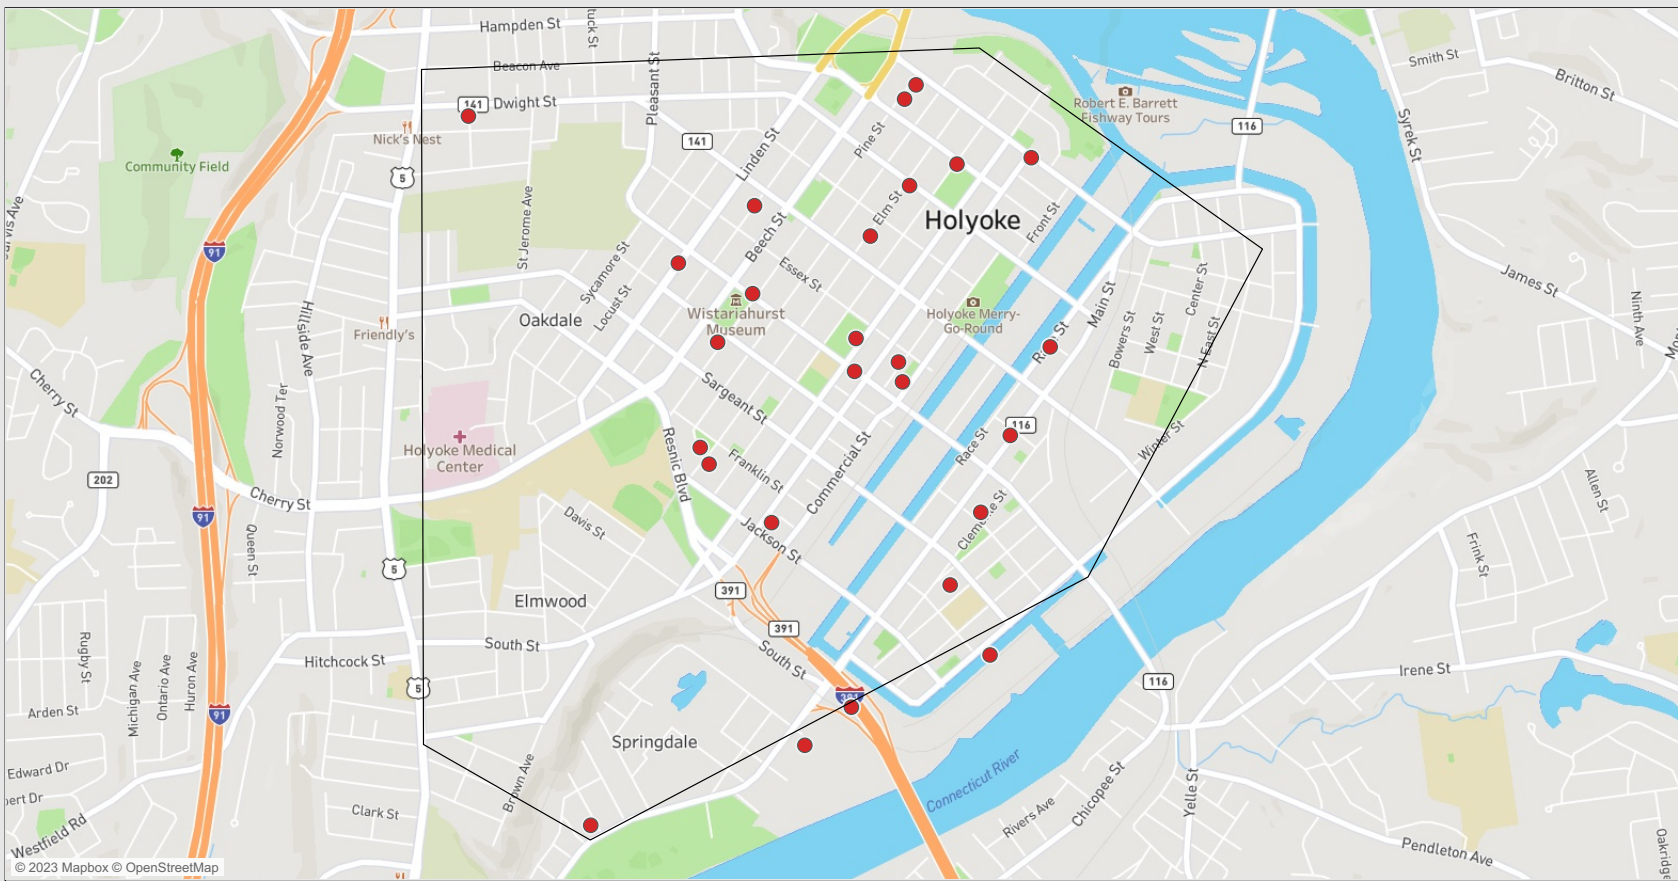 Hampden St
tuck St
Beacon Ave
Pleasant St
141
Dwight St
Nick's Nest
Community Field
5
141
Linden St
Pine St
Robert E. Barrett
Fishway Tours
116
Smith St
Britton St
Syrek St
arvis Ave
91
St Jerome Ave
Sycamore St
Locust St
Beech St
Elm St
Holyoke
Front St
Essex St
Center St
James St
Hillside Ave
Friendly's
Oakdale
Wistariahurst
Museum
Holyoke Merry-
Go-Round
Main St
Bowers St
West St
N East St
Ninth Ave
Cherry St
Norwood Ter
Sargeant St
Holyoke Medical
Center
Resnic Blvd
Franklin St
Commercial St
Race St
116
Winter St
202
Cherry St
91
Queen St
Davis St
Jackson St
Allen St
Frink St
5
Elmwood
391
391
South St
South St
Hitchcock St
Rugby St
Michigan Ave
Ontario Ave
Huron Ave
Arden St
5
91
391
116
Irene St
Springdale
Edward Dr
bert Dr
Brown Ave
Clark St
Westfield Rd
Connecticut River
Rivers Ave
Chicopee St
Yelle St
Pendleton Ave
Oakridge
© 2023 Mapbox © OpenStreetMap